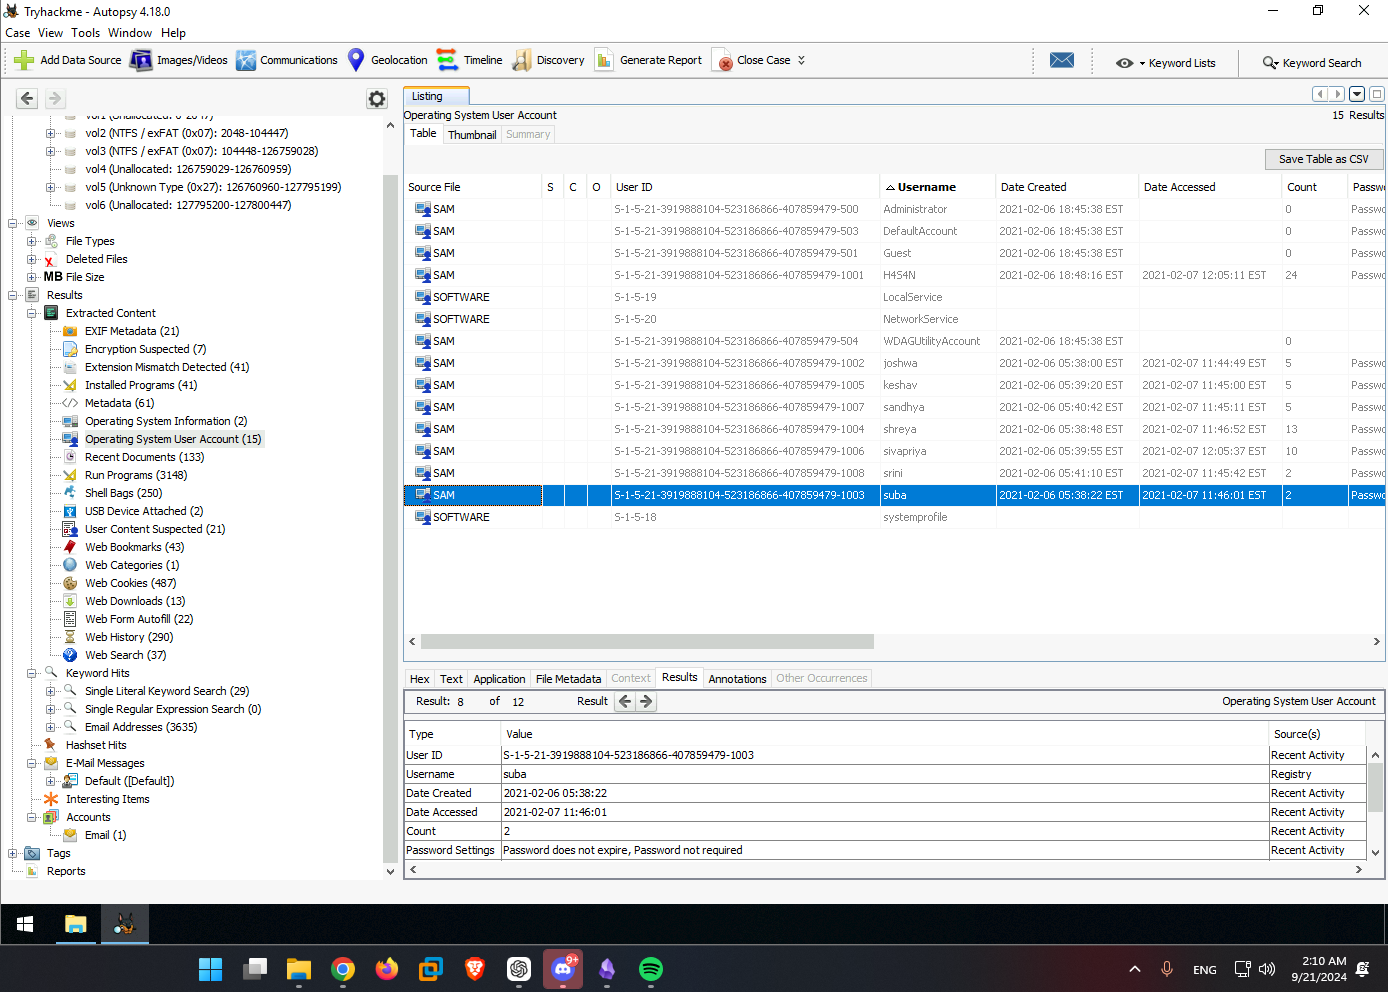 Tryhackme - Autopsy 4.18.0
Case View Tools Window Help
Add Data Source Images/Videos Communications Geolocation Timeline Discovery Generate Report Close Case Keyword Lists Keyword Search
vol2 (NTFS / exFAT (0x07): 2048-104447)
vol3 (NTFS / exFAT (0x07): 104448-126759028)
vol4 (Unallocated: 126759029-126760959)
vol5 (Unknown Type (0x27): 126760960-127795199)
vol6 (Unallocated: 127795200-127800447)
Views
File Types
Deleted Files
MB File Size
Results
Extracted Content
EXIF Metadata (21)
Encryption Suspected (7)
Extension Mismatch Detected (41)
Installed Programs (41)
Metadata (61)
Operating System Information (2)
Operating System User Account (15)
Recent Documents (133)
Run Programs (3148)
Shell Bags (250)
USB Device Attached (2)
User Content Suspected (21)
Web Bookmarks (43)
Web Categories (1)
Web Cookies (487)
Web Downloads (13)
Web Form Autofill (22)
Web History (290)
Web Search (37)
Keyword Hits
Single Literal Keyword Search (29)
Single Regular Expression Search (0)
Email Addresses (3635)
Hashset Hits
E-Mail Messages
Default ([Default])
Interesting Items
Accounts
Email (1)
Tags
Reports
Listing
Operating System User Account 15 Results
Table Thumbnail Summary
Save Table as CSV
Source File S C O User ID Username Date Created Date Accessed Count Passwo
SAM S-1-5-21-3919888104-523186866-407859479-500 Administrator 2021-02-06 18:45:38 EST 0 Passwo
SAM S-1-5-21-3919888104-523186866-407859479-503 DefaultAccount 2021-02-06 18:45:38 EST 0 Passwo
SAM S-1-5-21-3919888104-523186866-407859479-501 Guest 2021-02-06 18:45:38 EST 0 Passwo
SAM S-1-5-21-3919888104-523186866-407859479-1001 H4S4N 2021-02-06 18:48:16 EST 2021-02-07 12:05:11 EST 24 Passwo
SOFTWARE S-1-5-19 LocalService
SOFTWARE S-1-5-20 NetworkService
SAM S-1-5-21-3919888104-523186866-407859479-504 WDAGUtilityAccount 2021-02-06 18:45:38 EST 0
SAM S-1-5-21-3919888104-523186866-407859479-1002 joshwa 2021-02-06 05:38:00 EST 2021-02-07 11:44:49 EST 5 Passwo
SAM S-1-5-21-3919888104-523186866-407859479-1005 keshav 2021-02-06 05:39:20 EST 2021-02-07 11:45:00 EST 5 Passwo
SAM S-1-5-21-3919888104-523186866-407859479-1007 sandhya 2021-02-06 05:40:42 EST 2021-02-07 11:45:11 EST 5 Passwo
SAM S-1-5-21-3919888104-523186866-407859479-1004 shreya 2021-02-06 05:38:48 EST 2021-02-07 11:46:52 EST 13 Passwo
SAM S-1-5-21-3919888104-523186866-407859479-1006 sivapriya 2021-02-06 05:39:55 EST 2021-02-07 12:05:37 EST 10 Passwo
SAM S-1-5-21-3919888104-523186866-407859479-1008 srini 2021-02-06 05:41:10 EST 2021-02-07 11:45:42 EST 2 Passwo
SAM S-1-5-21-3919888104-523186866-407859479-1003 suba 2021-02-06 05:38:22 EST 2021-02-07 11:46:01 EST 2 Passwo
SOFTWARE S-1-5-18 systemprofile
Hex Text Application File Metadata Context Results Annotations Other Occurrences
Result: 8 of 12 Result Operating System User Account
Type Value Source(s)
User ID S-1-5-21-3919888104-523186866-407859479-1003 Recent Activity
Username suba Registry
Date Created 2021-02-06 05:38:22 Recent Activity
Date Accessed 2021-02-07 11:46:01 Recent Activity
Count 2 Recent Activity
Password Settings Password does not expire, Password not required Recent Activity
9+
ENG
2:10 AM
9/21/2024